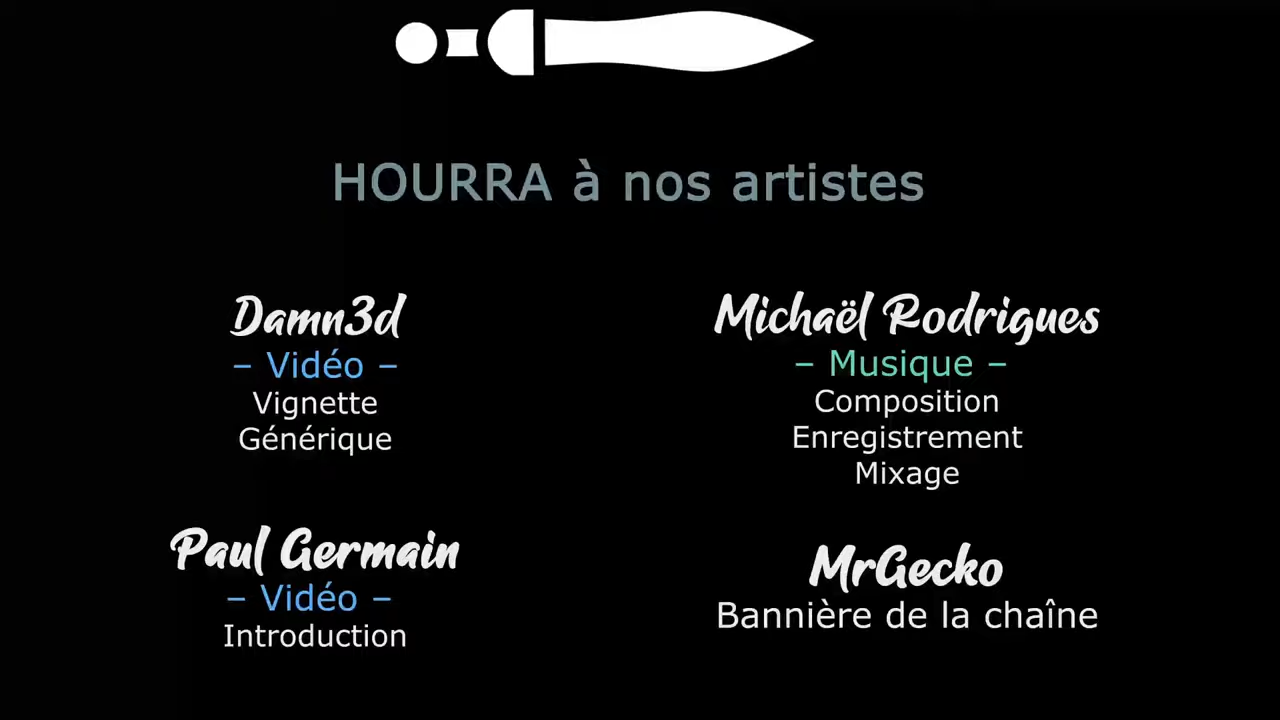 HOURRA à nos artistes
Damn3d
– Vidéo –
Vignette
Générique
Michaël Rodrigues
– Musique –
Composition
Enregistrement
Mixage
Paul Germain
– Vidéo –
Introduction
MrGecko
Bannière de la chaîne